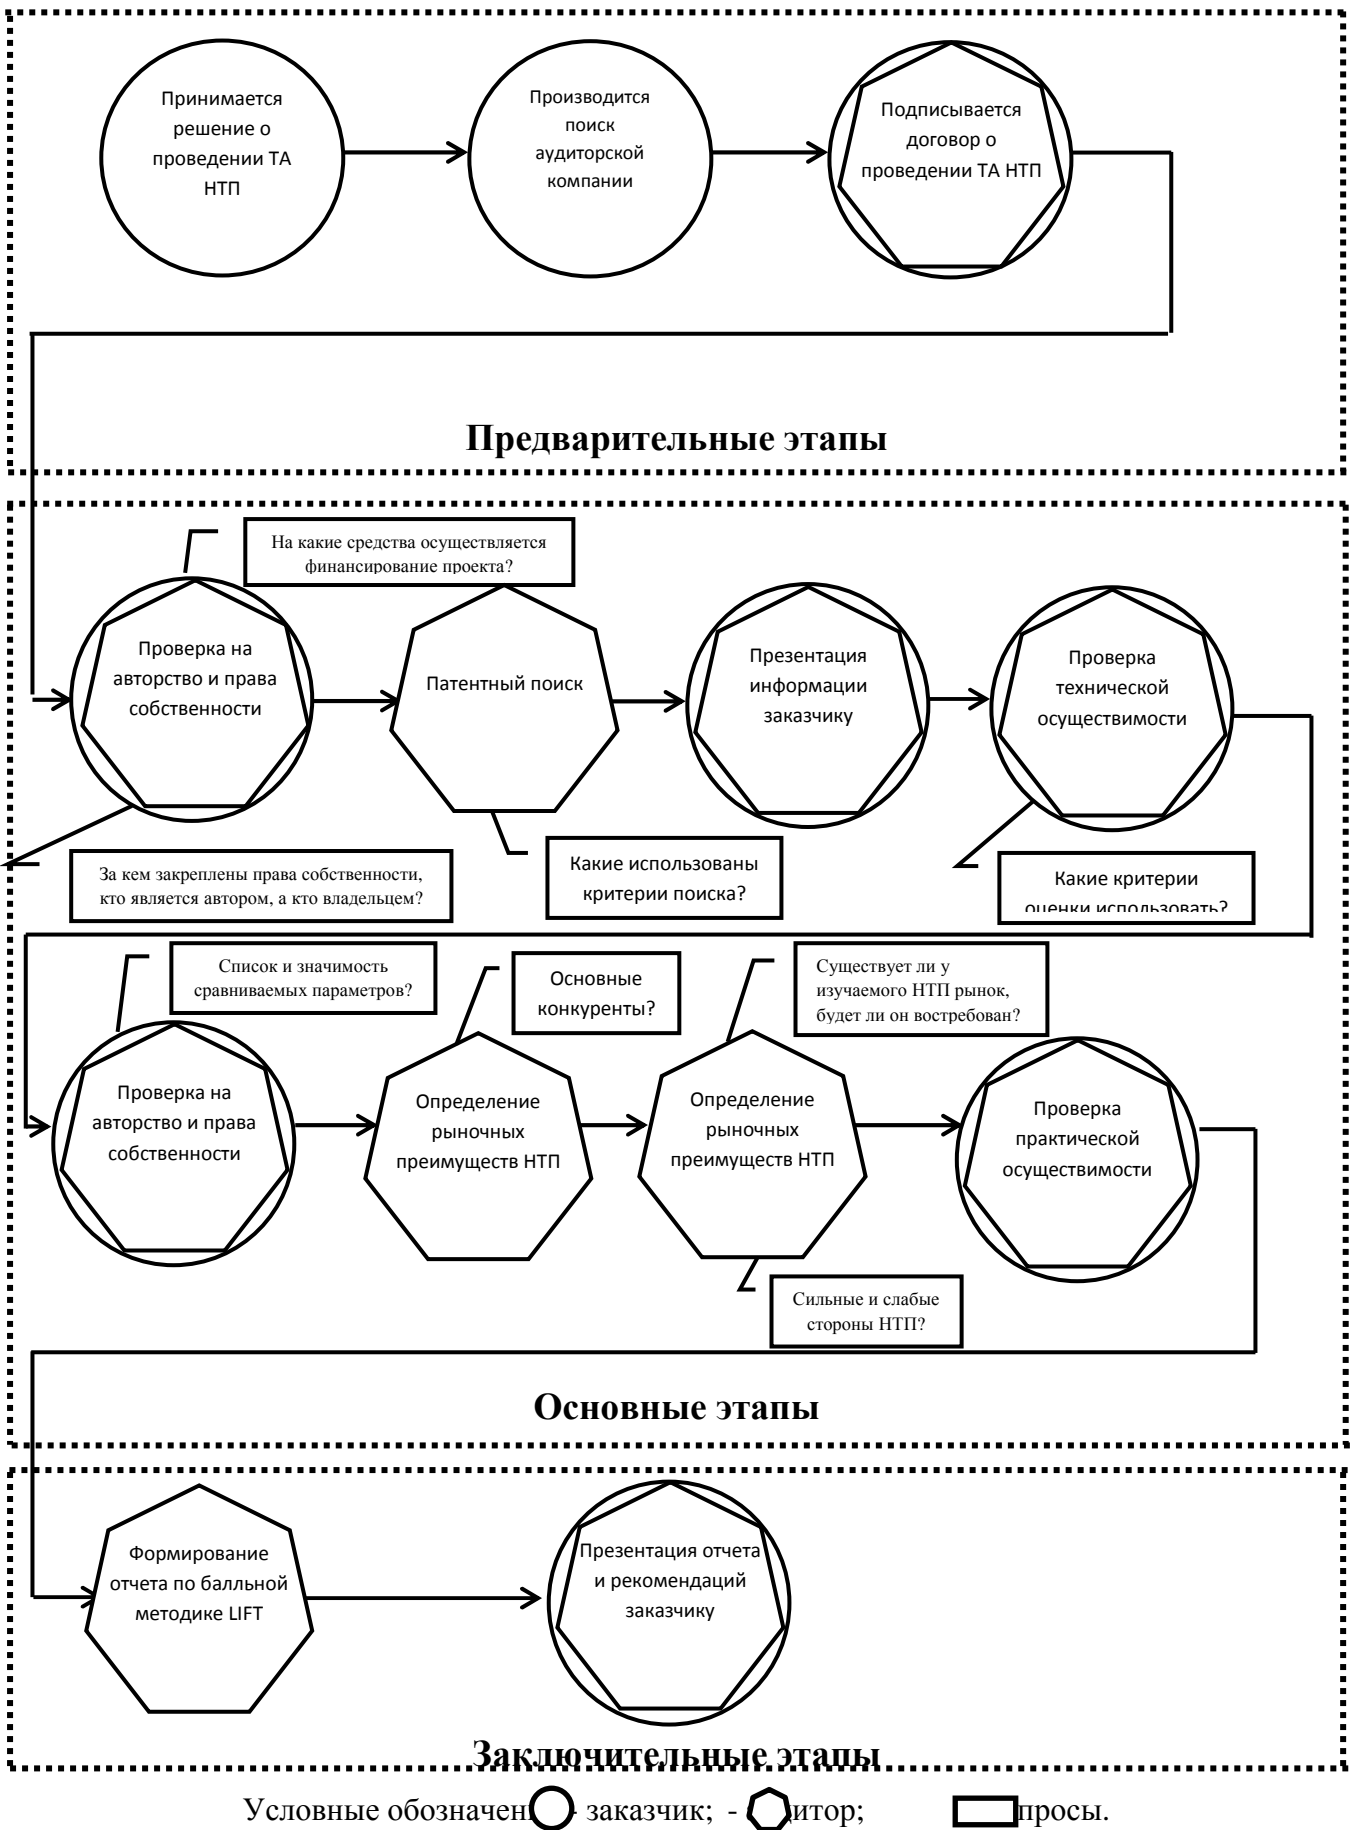 Принимается
решение о
проведении ТА
НТП
Производится
поиск
аудиторской
компании
Подписывается
договор о
проведении ТА НТП
Предварительные этапы
На какие средства осуществляется
финансирование проекта?
Проверка на
авторство и права
собственности
Патентный поиск
Презентация
информации
заказчику
Проверка
технической
осуществимости
За кем закреплены права собственности,
кто является автором, а кто владельцем?
Какие использованы
критерии поиска?
Какие критерии
оценки использовать?
Список и значимость
сравниваемых параметров?
Основные
конкуренты?
Существует ли у
изучаемого НТП рынок,
будет ли он востребован?
Проверка на
авторство и права
собственности
Определение
рыночных
преимуществ НТП
Определение
рыночных
преимуществ НТП
Проверка
практической
осуществимости
Сильные и слабые
стороны НТП?
Основные этапы
Формирование
отчета по балльной
методике LIFT
Презентация отчета
и рекомендаций
заказчику
Заключительные этапы
Условные - заказчик; -